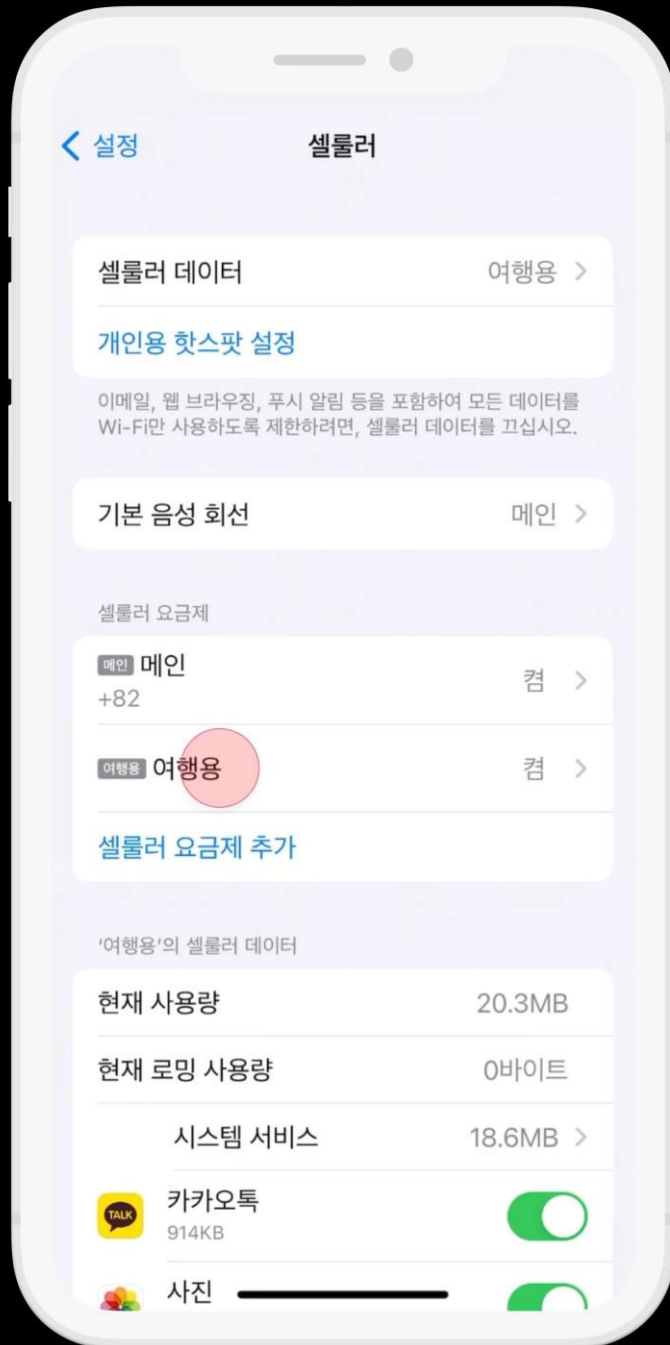 설정
셀룰러
셀룰러 데이터 여행용
개인용 핫스팟 설정
이메일, 웹 브라우징, 푸시 알림 등을 포함하여 모든 데이터를
Wi-Fi만 사용하도록 제한하려면, 셀룰러 데이터를 끄십시오.
기본 음성 회선 메인
셀룰러 요금제
메인 메인 켬
+82
여행용 여행용 켬
셀룰러 요금제 추가
'여행용'의 셀룰러 데이터
현재 사용량 20.3MB
현재 로밍 사용량 0바이트
시스템 서비스 18.6MB
TALK 카카오톡
914KB
사진